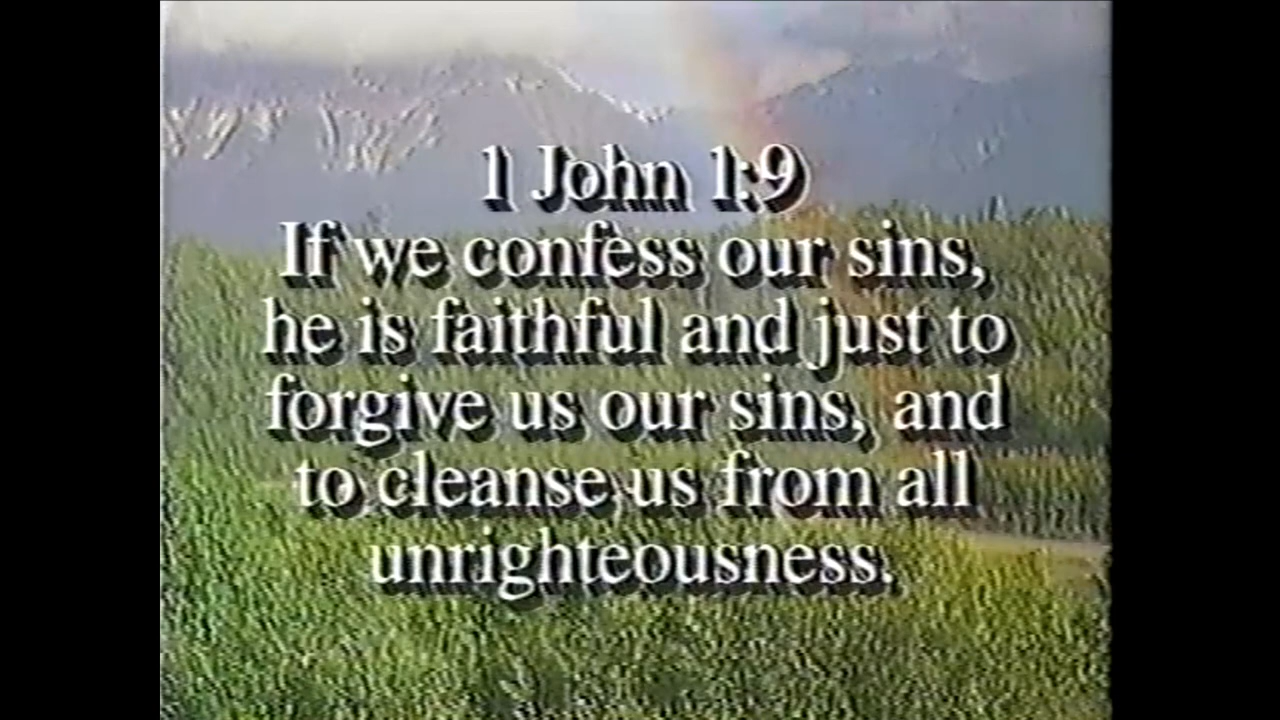 1 John 1:9
If we confess our sins,
he is faithful and just to
forgive us our sins, and
to cleanse us from all
unrighteousness.